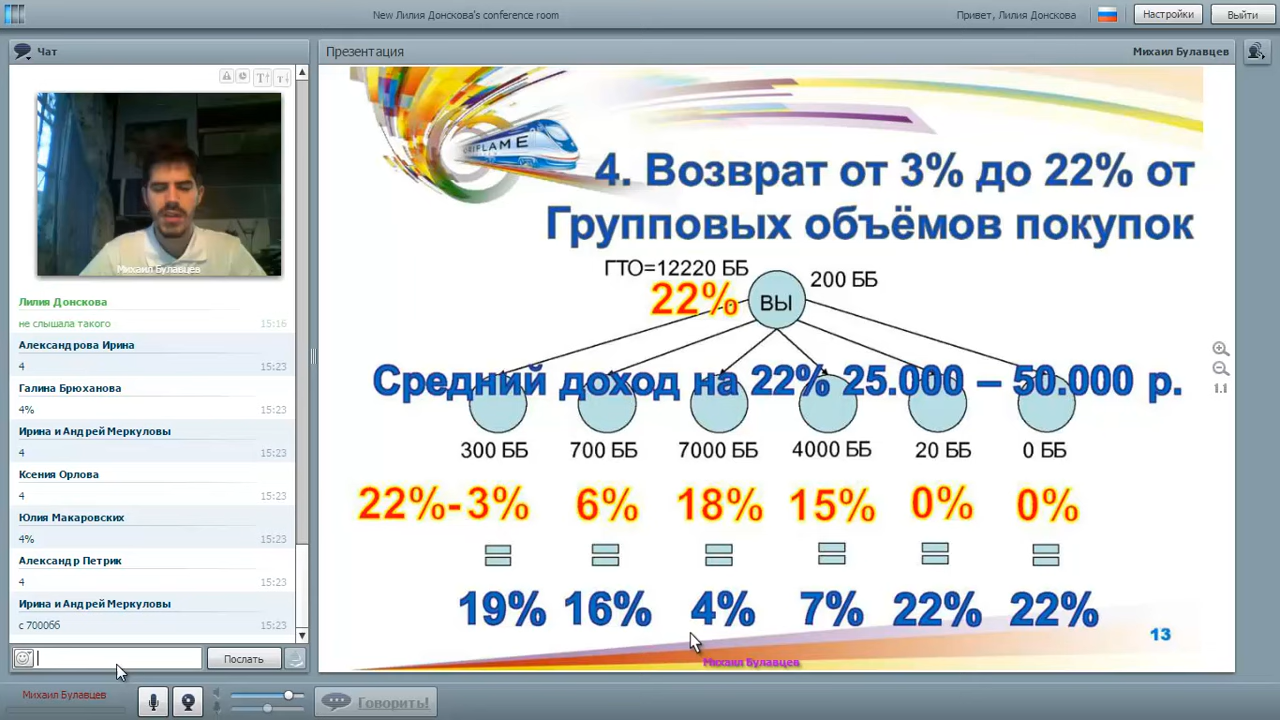 New Лилия Донскова's conference room
Привет, Лилия Донскова
Настройки
Выйти
Чат
Михаил Булавцев
Лилия Донскова
не слышала такого 15:16
Александрова Ирина
4 15:23
Галина Брюханова
4% 15:23
Ирина и Андрей Меркуловы
4 15:23
Ксения Орлова
4 15:23
Юлия Макаровских
4% 15:23
Александр Петрик
4 15:23
Ирина и Андрей Меркуловы
с 7000бб 15:23
Послать
Михаил Булавцев
Говорить!
Презентация
Михаил Булавцев
ORIFLAME
4. Возврат от 3% до 22% от
Групповых объёмов покупок
ГТО=12220 ББ
22%
ВЫ
200 ББ
Средний доход на 22% 25.000 – 50.000 р.
300 ББ 700 ББ 7000 ББ 4000 ББ 20 ББ 0 ББ
22%-3% 6% 18% 15% 0% 0%
= = = = = =
19% 16% 4% 7% 22% 22%
13
Михаил Булавцев
1.1